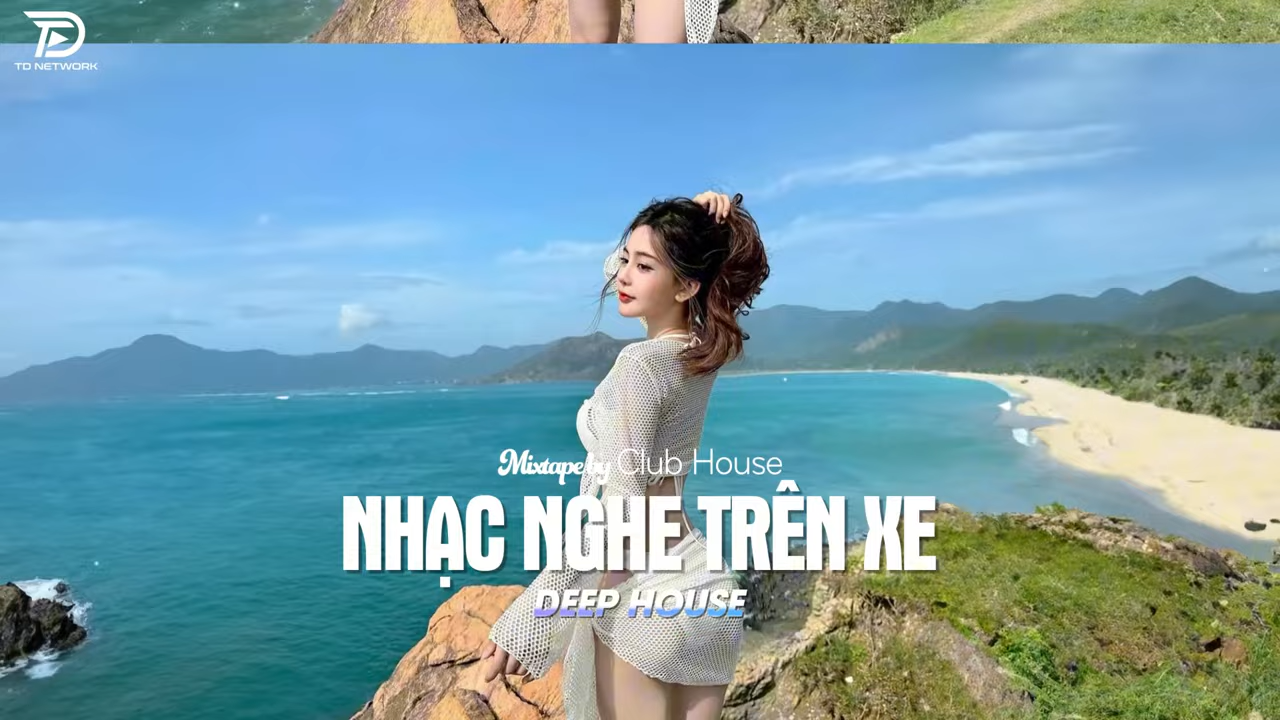 TD NETWORK
Mixtape by Club House
NHẠC NGHE TRÊN XE
DEEP HOUSE